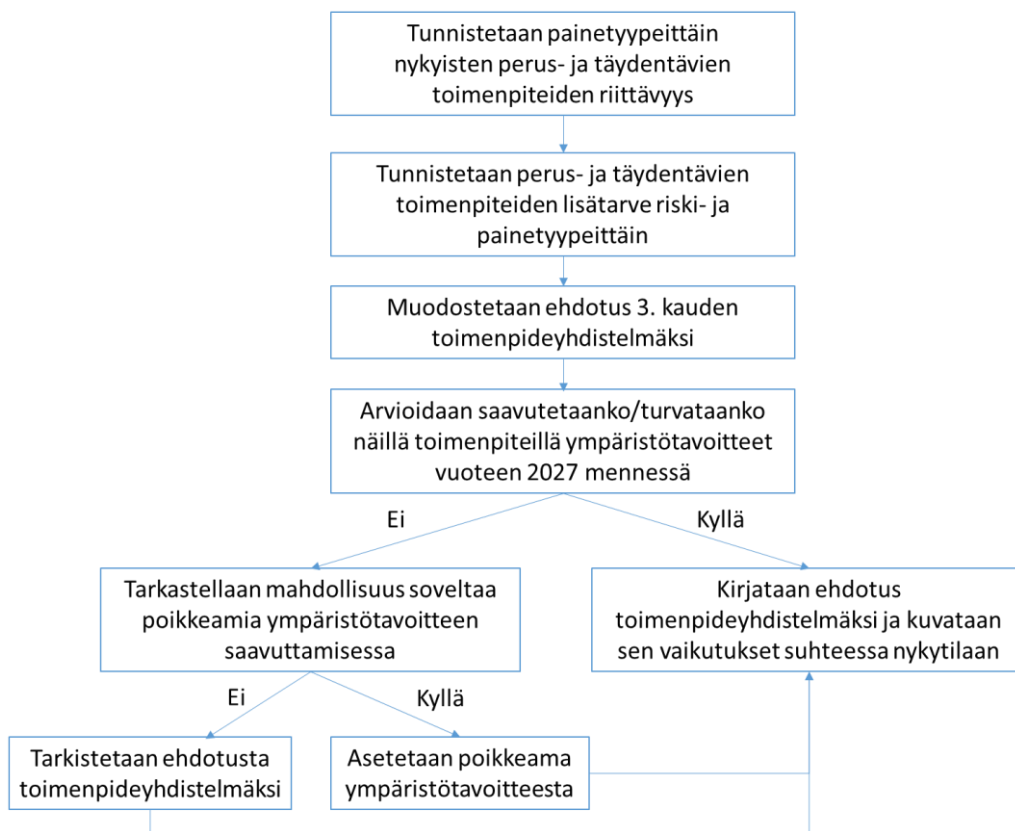 Tunnistetaan painetyypeittäin
nykyisten perus- ja täydentävien
toimenpiteiden riittävyys
Tunnistetaan perus- ja täydentävien
toimenpiteiden lisätarve riski- ja
painetyypeittäin
Muodostetaan ehdotus 3. kauden
toimenpideyhdistelmäksi
Arvioidaan saavutetaanko/turvataanko
näillä toimenpiteillä ympäristötavoitteet
vuoteen 2027 mennessä
Ei
Kyllä
Tarkastellaan mahdollisuus soveltaa
poikkeamia ympäristötavoitteen
saavuttamisessa
Kirjataan ehdotus
toimenpideyhdistelmäksi ja kuvataan
sen vaikutukset suhteessa nykytilaan
Ei
Kyllä
Tarkistetaan ehdotusta
toimenpideyhdistelmäksi
Asetetaan poikkeama
ympäristötavoitteesta